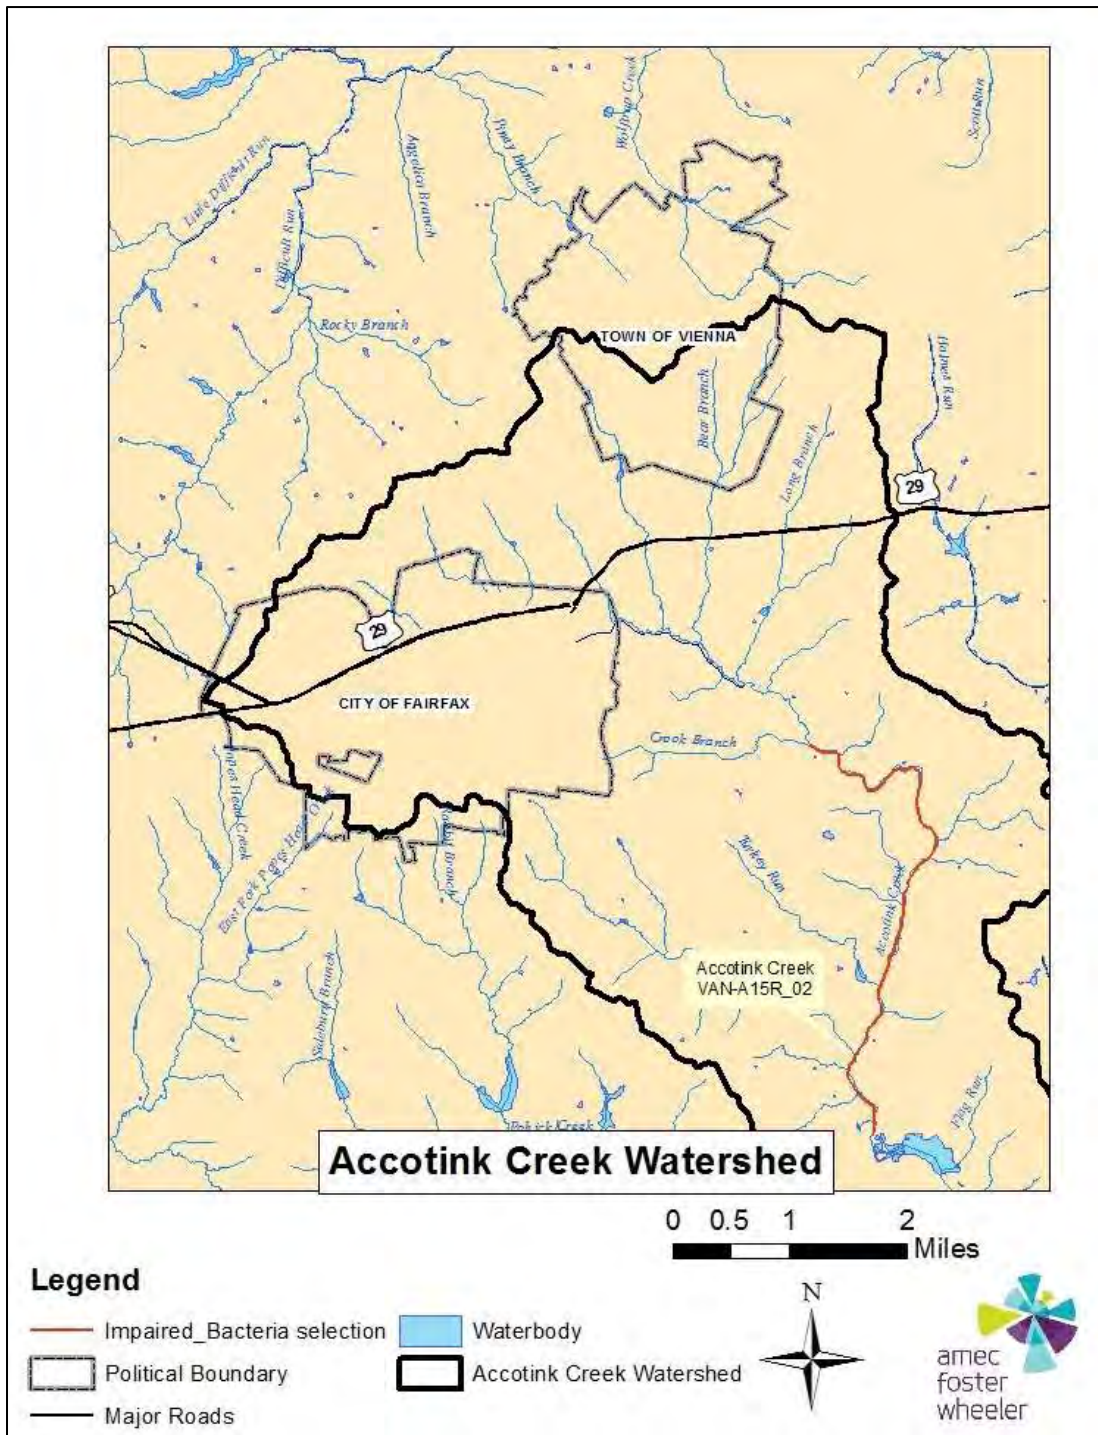 Wolftrap Creek
Scotts Run
Piney Branch
Angelico Branch
Little Difficult Run
Difficult Run
Rocky Branch
TOWN OF VIENNA
Holmes Run
Bear Branch
Long Branch
29
29
CITY OF FAIRFAX
Crook Branch
Popes Head Creek
East Fork Popes Head Creek
Rabbit Branch
Turkey Run
Accotink Creek
Sideburn Branch
Accotink Creek
VAN-A15R_02
Flag Run
Pohick Creek
Accotink Creek Watershed
0 0.5 1 2
Miles
Legend
Impaired_Bacteria selection
Waterbody
Political Boundary
Accotink Creek Watershed
Major Roads
N
amec
foster
wheeler